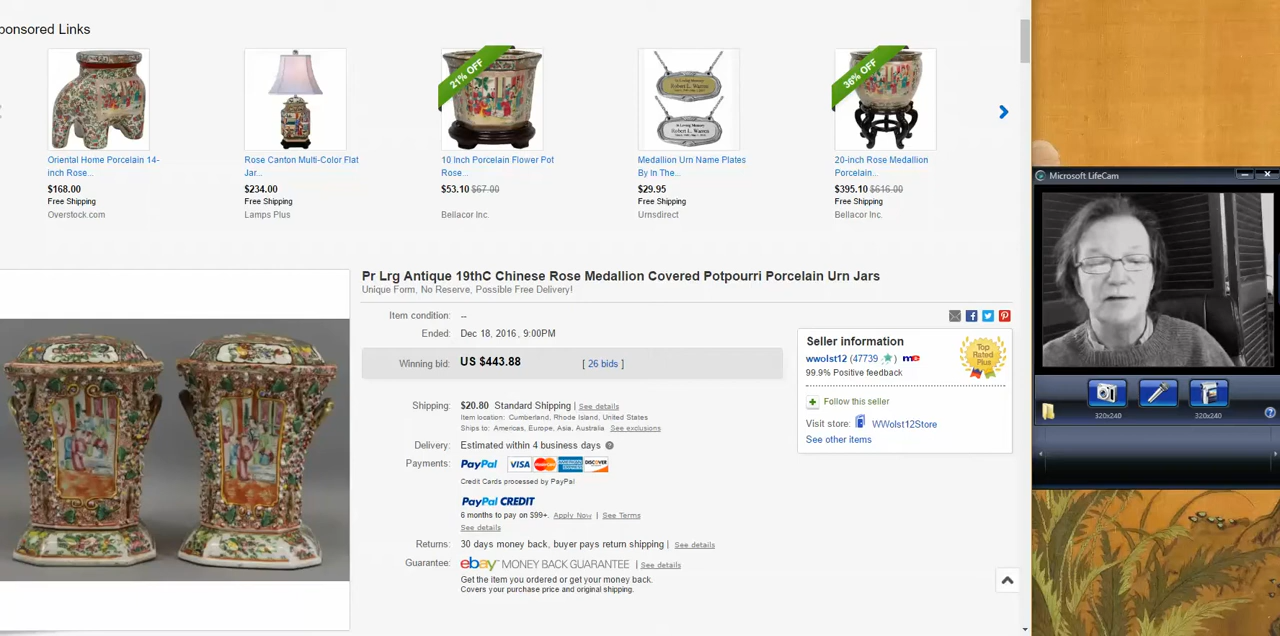 ponsored Links
21% OFF
36% OFF
Oriental Home Porcelain 14-
inch Rose...
$168.00
Free Shipping
Overstock.com
Rose Canton Multi-Color Flat
Jar...
$234.00
Free Shipping
Lamps Plus
10 Inch Porcelain Flower Pot
Rose...
$53.10 $67.00
Bellacor Inc.
Medallion Urn Name Plates
By In The...
$29.95
Free Shipping
Urnsdirect
20-inch Rose Medallion
Porcelain...
$395.10 $616.00
Free Shipping
Bellacor Inc.
Microsoft LifeCam
320x240
320x240
Pr Lrg Antique 19thC Chinese Rose Medallion Covered Potpourri Porcelain Urn Jars
Unique Form, No Reserve, Possible Free Delivery!
Item condition: --
Ended: Dec 18, 2016 , 9:00PM
Winning bid: US $443.88 [ 26 bids ]
Shipping: $20.80 Standard Shipping | See details
Item location: Cumberland, Rhode Island, United States
Ships to: Americas, Europe, Asia, Australia See exclusions
Delivery: Estimated within 4 business days
Payments: PayPal VISA MasterCard DISCOVER
Credit Cards processed by PayPal
PayPal CREDIT
6 months to pay on $99+. Apply Now | See Terms
See details
Returns: 30 days money back, buyer pays return shipping | See details
Guarantee: ebay MONEY BACK GUARANTEE | See details
Get the item you ordered or get your money back.
Covers your purchase price and original shipping.
Seller information
wwolst12 (47739 ) me
99.9% Positive feedback
Top
Rated
Plus
Follow this seller
Visit store: WWolst12Store
See other items